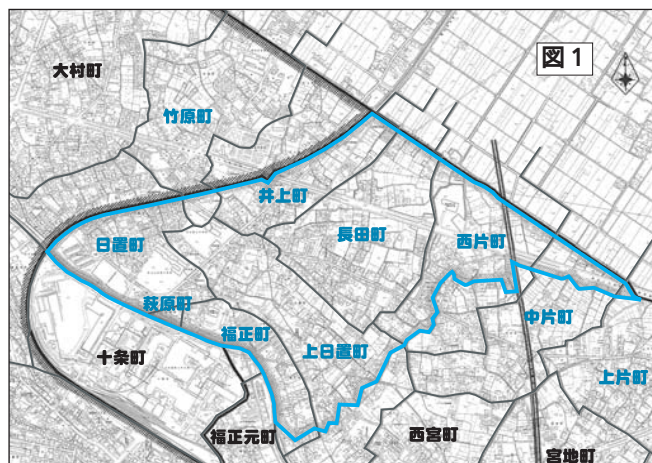 図1
大村町
竹原町
井上町
日置町
長田町
西片町
萩原町
福正町
中片町
十条町
上日置町
上片町
福正元町
西宮町
宮地町